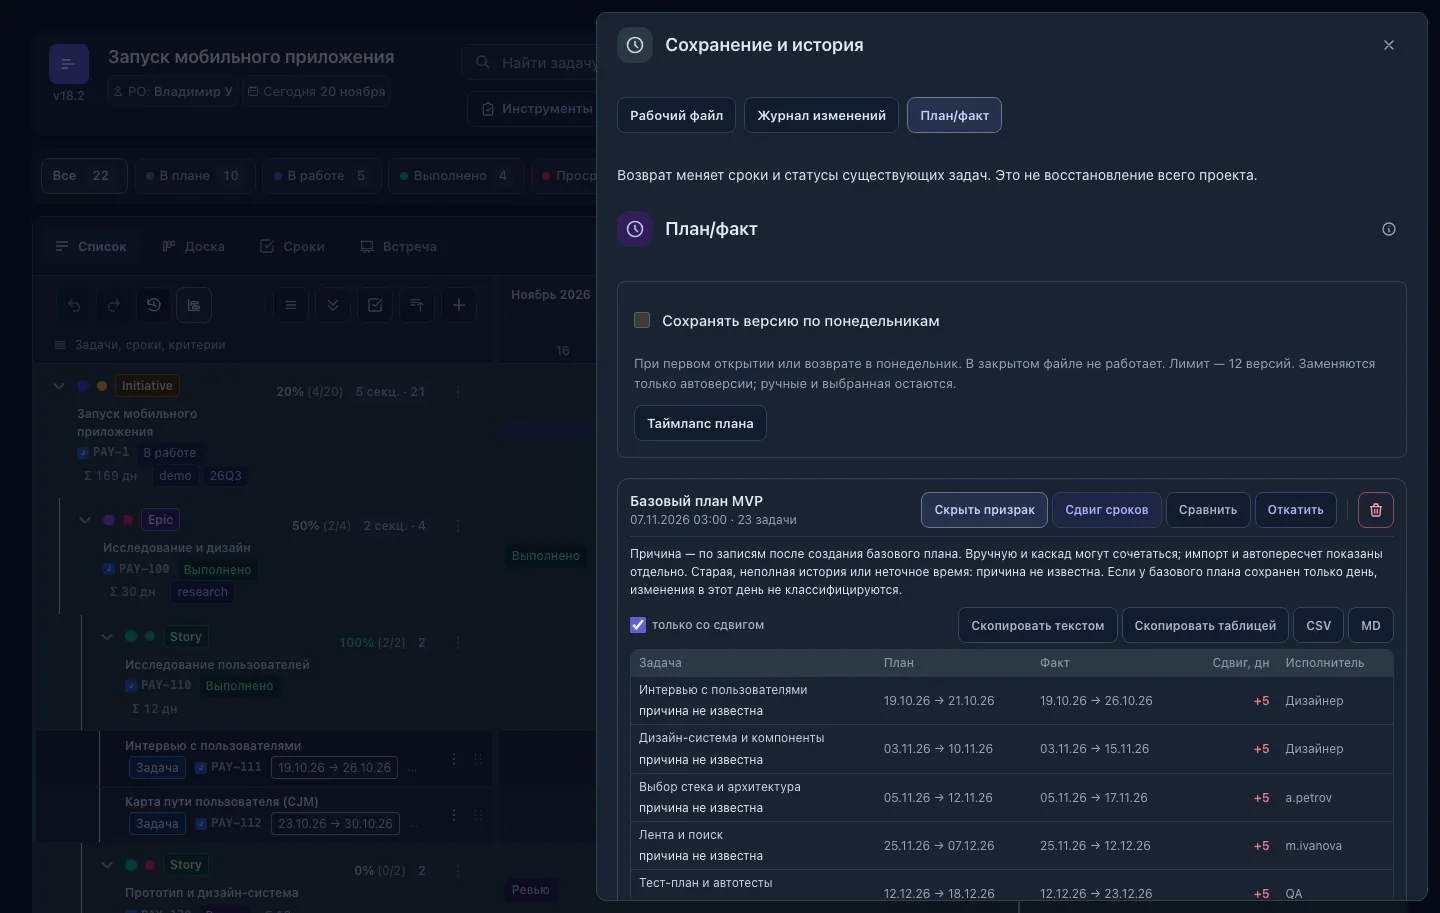 Запуск мобильного приложения
v18.2
PO: Владимир У
Сегодня 20 ноября
Найти задачу
Инструменты
Все 22
В плане 10
В работе 5
Выполнено 4
Проср
Список
Доска
Сроки
Встреча
Ноябрь 2026
Задачи, сроки, критерии
16
Initiative
20% (4/20) 5 секц. · 21
Запуск мобильного
приложения
PAY-1 В работе
Σ 169 дн demo 26Q3
Epic
50% (2/4) 2 секц. · 4
Исследование и дизайн
PAY-100 Выполнено
Σ 30 дн research
Выполнено
Story
100% (2/2) 2
Исследование пользователей
PAY-110 Выполнено
Σ 12 дн
Интервью с пользователями
Задача PAY-111 19.10.26 → 26.10.26 ...
Карта пути пользователя (CJM)
Задача PAY-112 23.10.26 → 30.10.26 ...
Story
0% (0/2) 2
Прототип и дизайн-система
Ревью
Сохранение и история
Рабочий файл
Журнал изменений
План/факт
Возврат меняет сроки и статусы существующих задач. Это не восстановление всего проекта.
План/факт
Сохранять версию по понедельникам
При первом открытии или возврате в понедельник. В закрытом файле не работает. Лимит — 12 версий. Заменяются
только автоверсии; ручные и выбранная остаются.
Таймлапс плана
Базовый план MVP
07.11.2026 03:00 · 23 задачи
Скрыть призрак
Сдвиг сроков
Сравнить
Откатить
Причина — по записям после создания базового плана. Вручную и каскад могут сочетаться; импорт и автопересчет показаны
отдельно. Старая, неполная история или неточное время: причина не известна. Если у базового плана сохранен только день,
изменения в этот день не классифицируются.
только со сдвигом
Скопировать текстом
Скопировать таблицей
CSV
MD
Задача План Факт Сдвиг, дн Исполнитель
Интервью с пользователями
причина не известна
19.10.26 → 21.10.26 19.10.26 → 26.10.26 +5 Дизайнер
Дизайн-система и компоненты
причина не известна
03.11.26 → 10.11.26 03.11.26 → 15.11.26 +5 Дизайнер
Выбор стека и архитектура
причина не известна
05.11.26 → 12.11.26 05.11.26 → 17.11.26 +5 a.petrov
Лента и поиск
причина не известна
25.11.26 → 07.12.26 25.11.26 → 12.12.26 +5 m.ivanova
Тест-план и автотесты
12.12.26 → 18.12.26 12.12.26 → 23.12.26 +5 QA